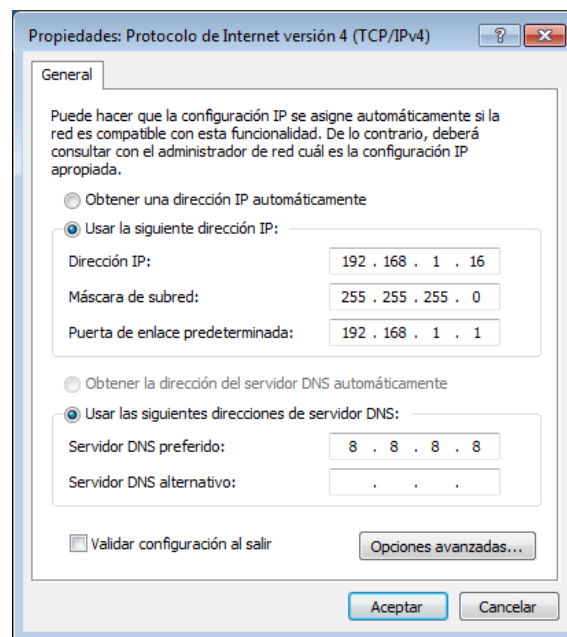 Propiedades: Protocolo de Internet versión 4 (TCP/IPv4)
General
Puede hacer que la configuración IP se asigne automáticamente si la
red es compatible con esta funcionalidad. De lo contrario, deberá
consultar con el administrador de red cuál es la configuración IP
apropiada.
Obtener una dirección IP automáticamente
Usar la siguiente dirección IP:
Dirección IP: 192 . 168 . 1 . 16
Máscara de subred: 255 . 255 . 255 . 0
Puerta de enlace predeterminada: 192 . 168 . 1 . 1
Obtener la dirección del servidor DNS automáticamente
Usar las siguientes direcciones de servidor DNS:
Servidor DNS preferido: 8 . 8 . 8 . 8
Servidor DNS alternativo: . . .
Validar configuración al salir Opciones avanzadas...
Aceptar Cancelar